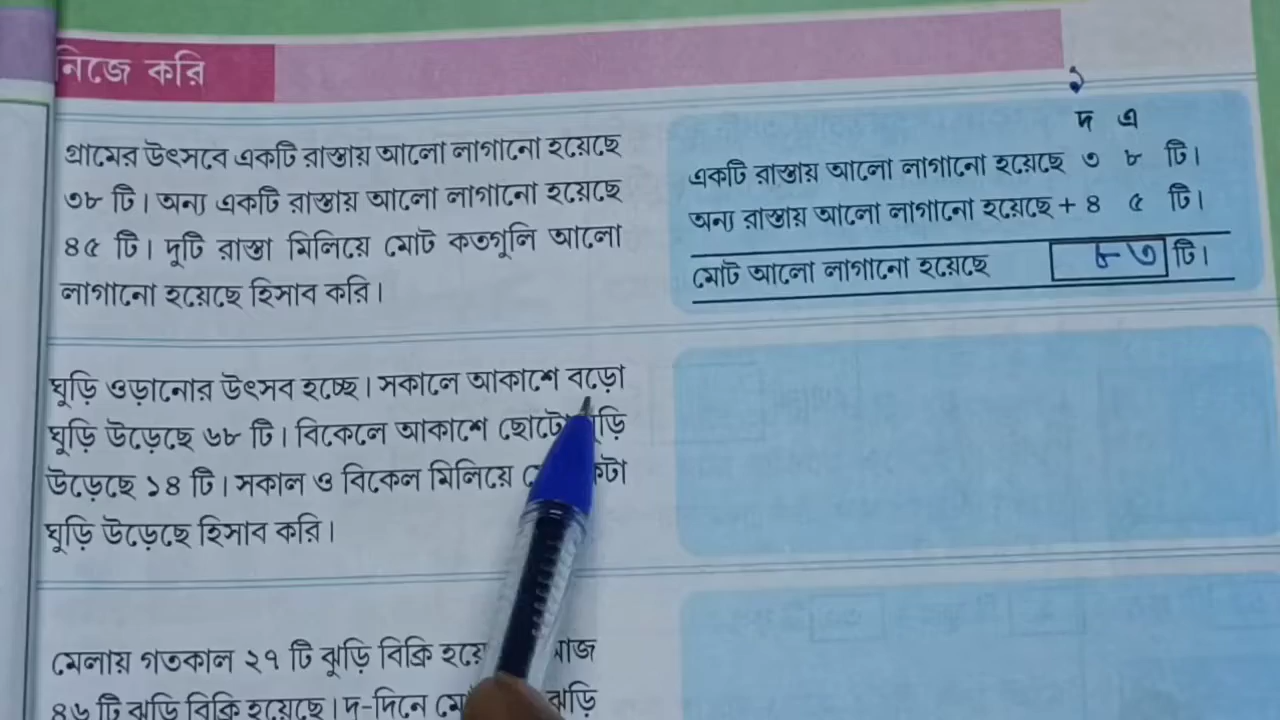 নিজে করি
গ্রামের উৎসবে একটি রাস্তায় আলো লাগানো হয়েছে
৩৮ টি। অন্য একটি রাস্তায় আলো লাগানো হয়েছে
৪৫ টি। দুটি রাস্তা মিলিয়ে মোট কতগুলি আলো
লাগানো হয়েছে হিসাব করি।
১
দ এ
একটি রাস্তায় আলো লাগানো হয়েছে ৩ ৮ টি।
অন্য রাস্তায় আলো লাগানো হয়েছে + ৪ ৫ টি।
মোট আলো লাগানো হয়েছে ৮৩ টি।
ঘুড়ি ওড়ানোর উৎসব হচ্ছে। সকালে আকাশে বড়ো
ঘুড়ি উড়েছে ৬৮ টি। বিকেলে আকাশে ছোটো
উড়েছে ১৪ টি। সকাল ও বিকেল মিলিয়ে
ঘুড়ি উড়েছে হিসাব করি।
মেলায় গতকাল ২৭ টি ঝুড়ি বিক্রি
৪৬ টি ঝুড়ি বিক্রি হয়েছে। দু-দিনে ঝুড়ি